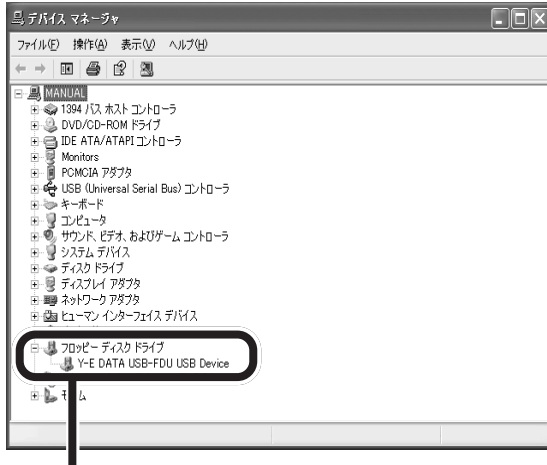 デバイス マネージャ
ファイル(F) 操作(A) 表示(V) ヘルプ(H)
MANUAL
1394 バス ホスト コントローラ
DVD/CD-ROM ドライブ
IDE ATA/ATAPI コントローラ
Monitors
PCMCIA アダプタ
USB (Universal Serial Bus) コントローラ
キーボード
コンピュータ
サウンド、ビデオ、およびゲーム コントローラ
システム デバイス
ディスク ドライブ
ディスプレイ アダプタ
ネットワーク アダプタ
ヒューマン インターフェイス デバイス
フロッピー ディスク ドライブ
Y-E DATA USB-FDU USB Device